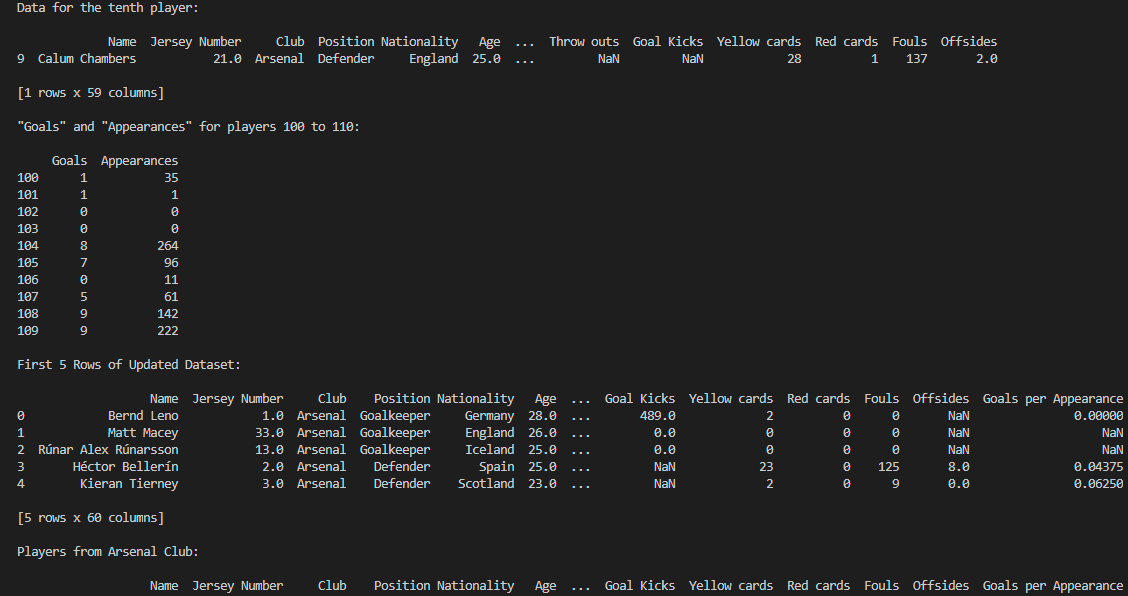 Data for the tenth player:
Name Jersey Number Club Position Nationality Age ... Throw outs Goal Kicks Yellow cards Red cards Fouls Offsides
9 Calum Chambers 21.0 Arsenal Defender England 25.0 ... NaN NaN 28 1 137 2.0
[1 rows x 59 columns]
"Goals" and "Appearances" for players 100 to 110:
Goals Appearances
100 1 35
101 1 1
102 0 0
103 0 0
104 8 264
105 7 96
106 0 11
107 5 61
108 9 142
109 9 222
First 5 Rows of Updated Dataset:
Name Jersey Number Club Position Nationality Age ... Goal Kicks Yellow cards Red cards Fouls Offsides Goals per Appearance
0 Bernd Leno 1.0 Arsenal Goalkeeper Germany 28.0 ... 489.0 2 0 0 NaN 0.00000
1 Matt Macey 33.0 Arsenal Goalkeeper England 26.0 ... 0.0 0 0 0 NaN NaN
2 Rúnar Alex Rúnarsson 13.0 Arsenal Goalkeeper Iceland 25.0 ... 0.0 0 0 0 NaN NaN
3 Héctor Bellerín 2.0 Arsenal Defender Spain 25.0 ... NaN 23 0 125 8.0 0.04375
4 Kieran Tierney 3.0 Arsenal Defender Scotland 23.0 ... NaN 2 0 9 0.0 0.06250
[5 rows x 60 columns]
Players from Arsenal Club:
Name Jersey Number Club Position Nationality Age ... Goal Kicks Yellow cards Red cards Fouls Offsides Goals per Appearance